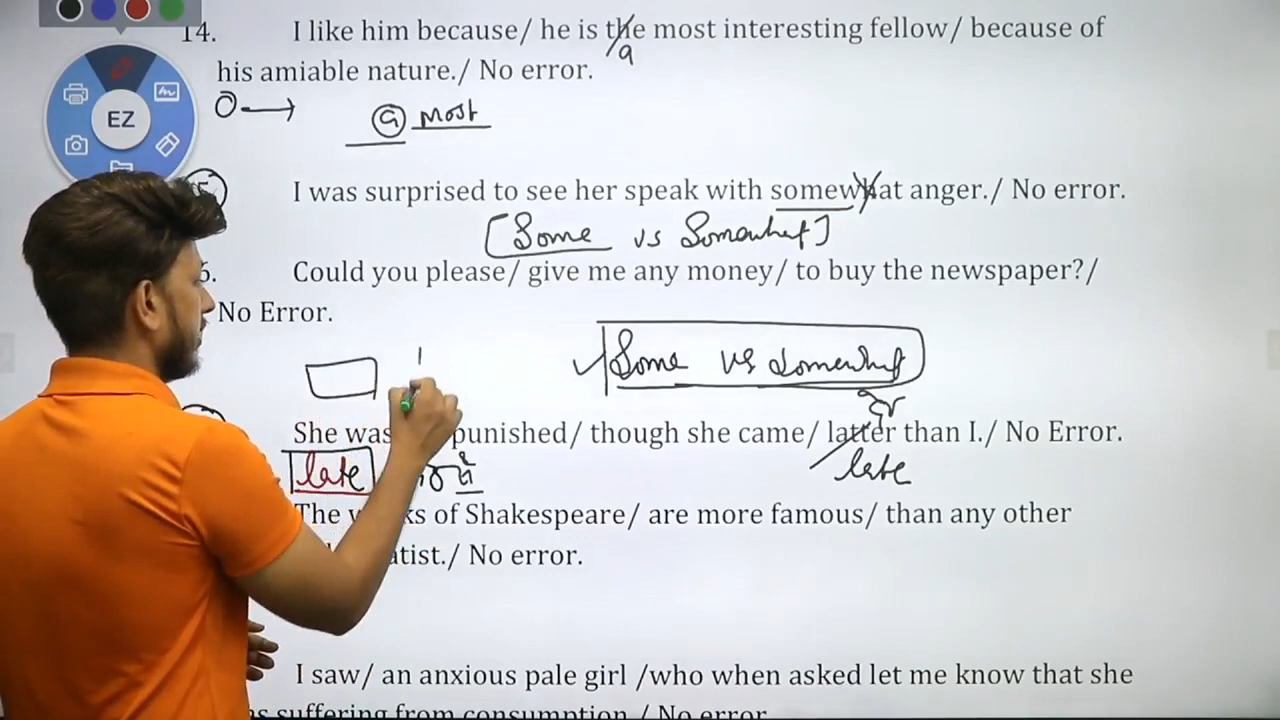 14. I like him because/ he is the most interesting fellow/ because of
a
his amiable nature./ No error.
EZ
a most
I was surprised to see her speak with somewhat anger./ No error.
[Some vs Somewhat]
Could you please/ give me any money/ to buy the newspaper?/
No Error.
Some vs Somewhat
She was punished/ though she came/ latter than I./ No Error.
late
late
The of Shakespeare/ are more famous/ than any other
No error.
I saw/ an anxious pale girl /who when asked let me know that she
suffering from consumption./ No error